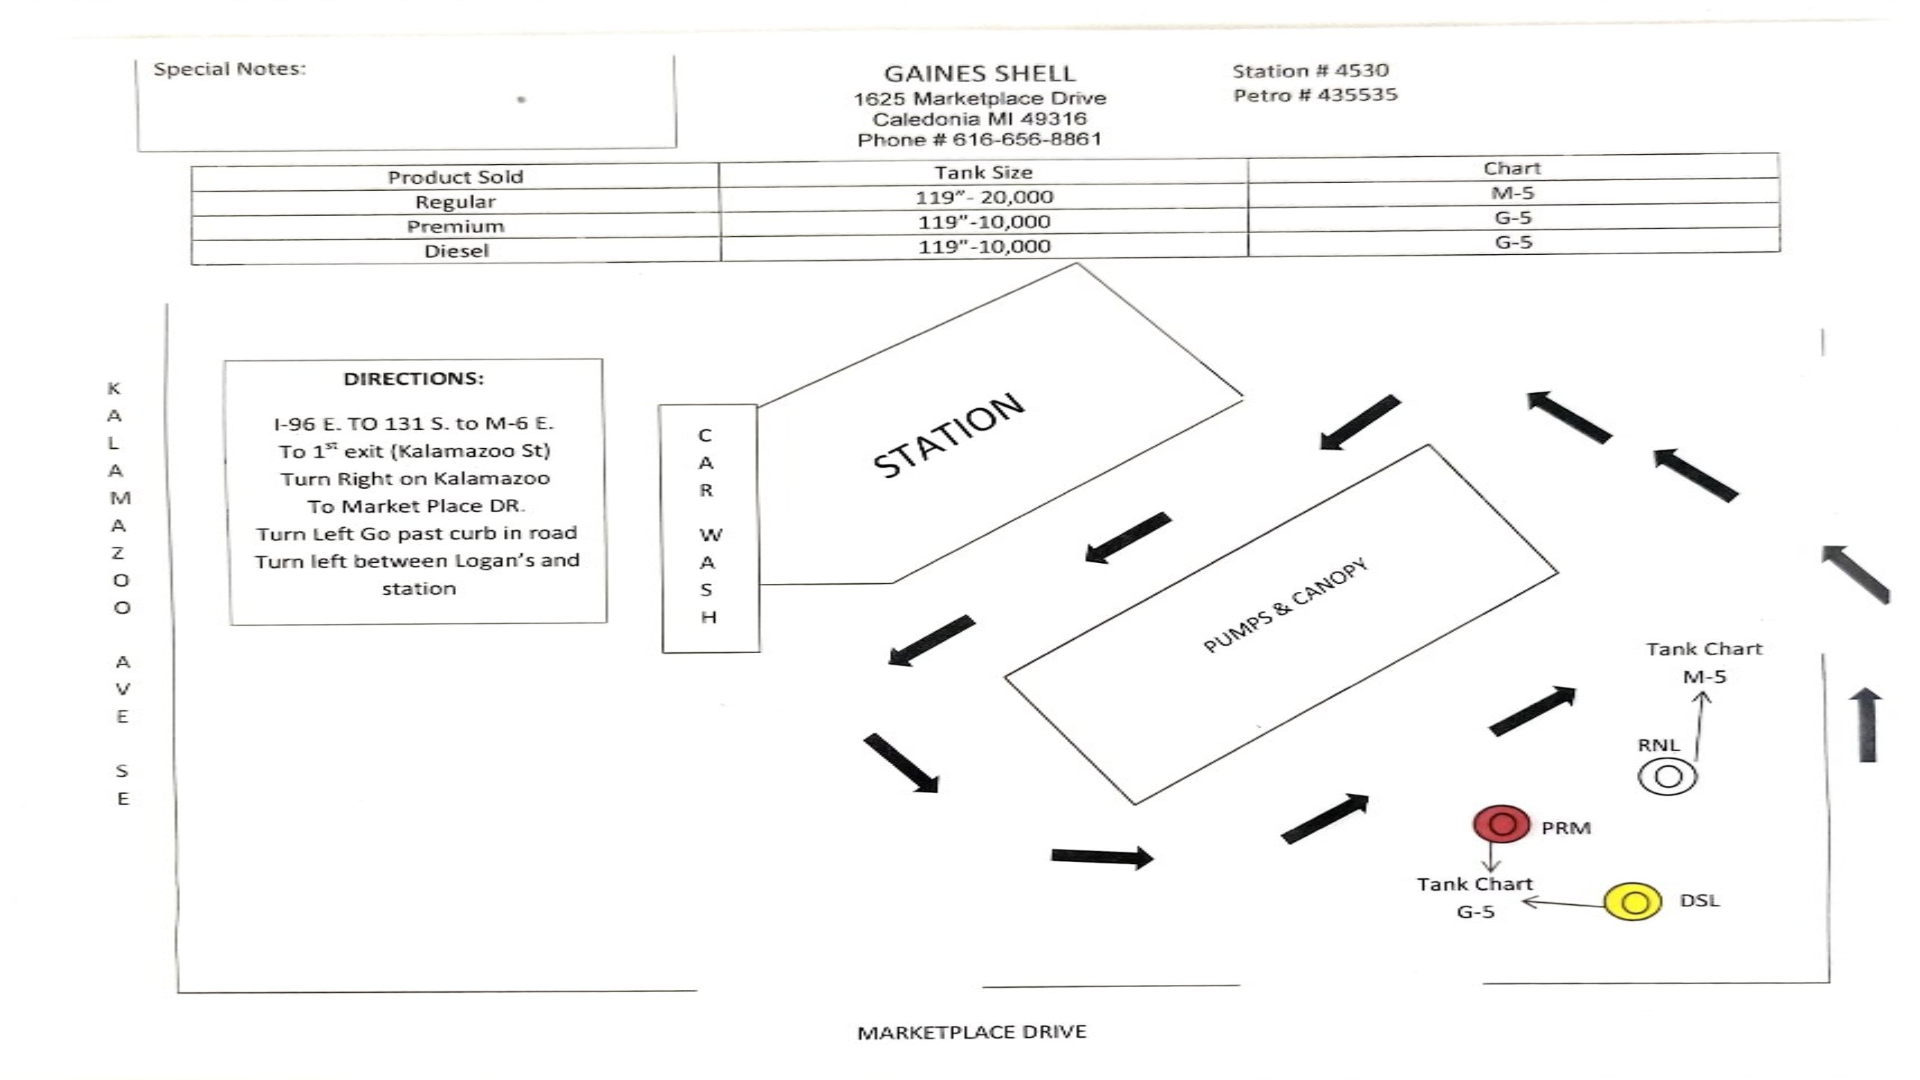 Special Notes:
GAINES SHELL
1625 Marketplace Drive
Caledonia MI 49316
Phone # 616-656-8861
Station # 4530
Petro # 435535
Product Sold Tank Size Chart
Regular 119"- 20,000 M-5
Premium 119"-10,000 G-5
Diesel 119"-10,000 G-5
KALAMAZOO AVE SE
DIRECTIONS:
I-96 E. TO 131 S. to M-6 E.
To 1st exit (Kalamazoo St)
Turn Right on Kalamazoo
To Market Place DR.
Turn Left Go past curb in road
Turn left between Logan's and
station
CAR WASH
STATION
PUMPS & CANOPY
Tank Chart
M-5
RNL
PRM
Tank Chart
G-5
DSL
MARKETPLACE DRIVE